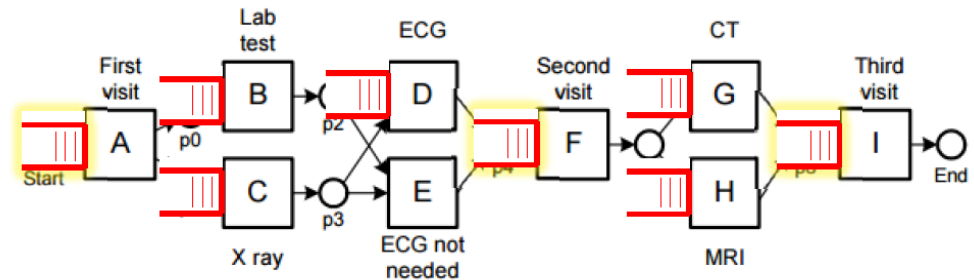 Lab
test
ECG
CT
First
visit
Second
visit
Third
visit
A
B
C
D
E
F
G
H
I
p0
p2
p3
p4
Start
End
X ray
ECG not
needed
MRI